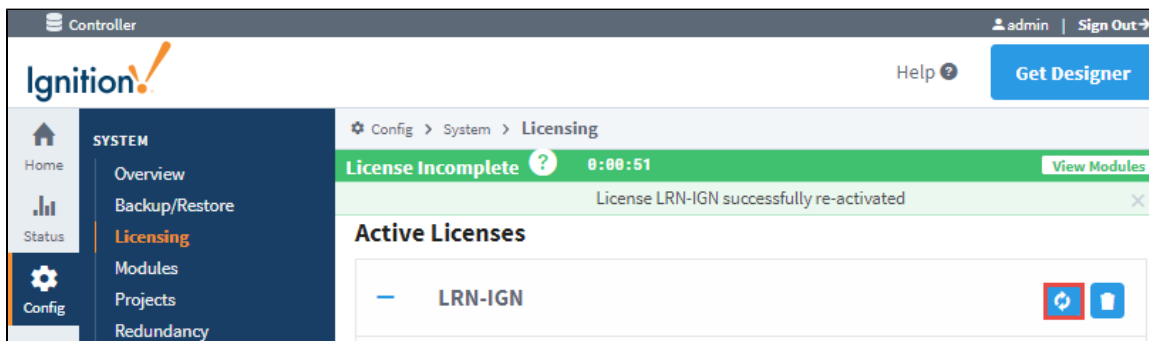 Controller
admin | Sign Out
Ignition!
Help ?
Get Designer
Home
Status
Config
SYSTEM
Overview
Backup/Restore
Licensing
Modules
Projects
Redundancy
Config > System > Licensing
License Incomplete ? 0:00:51 View Modules
License LRN-IGN successfully re-activated ×
Active Licenses
LRN-IGN